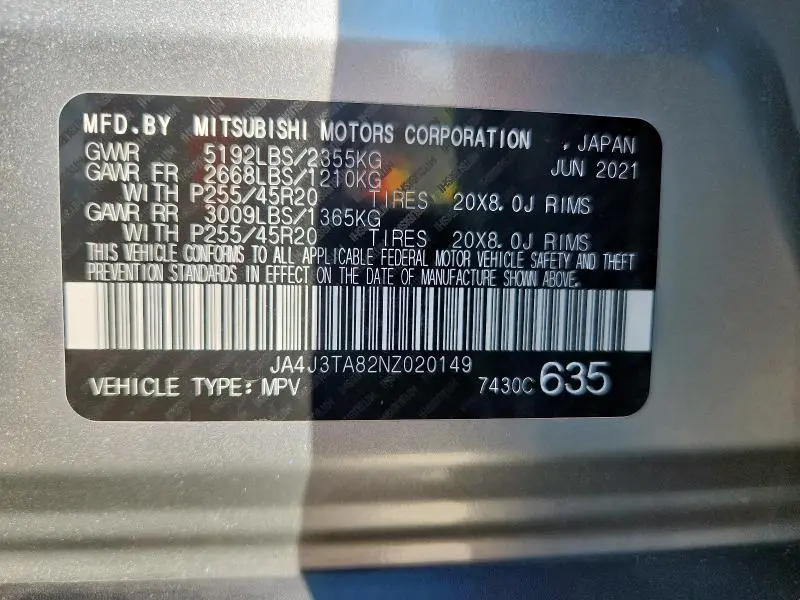 MFD.BY MITSUBISHI MOTORS CORPORATION , JAPAN
GVWR 5192LBS/2355KG JUN 2021
GAWR FR 2668LBS/1210KG
WITH P255/45R20 TIRES 20X8.0J RIMS
GAWR RR 3009LBS/1365KG
WITH P255/45R20 TIRES 20X8.0J RIMS
THIS VEHICLE CONFORMS TO ALL APPLICABLE FEDERAL MOTOR VEHICLE SAFETY AND THEFT
PREVENTION STANDARDS IN EFFECT ON THE DATE OF MANUFACTURE SHOWN ABOVE.
JA4J3TA82NZ020149
VEHICLE TYPE: MPV 7430C 635